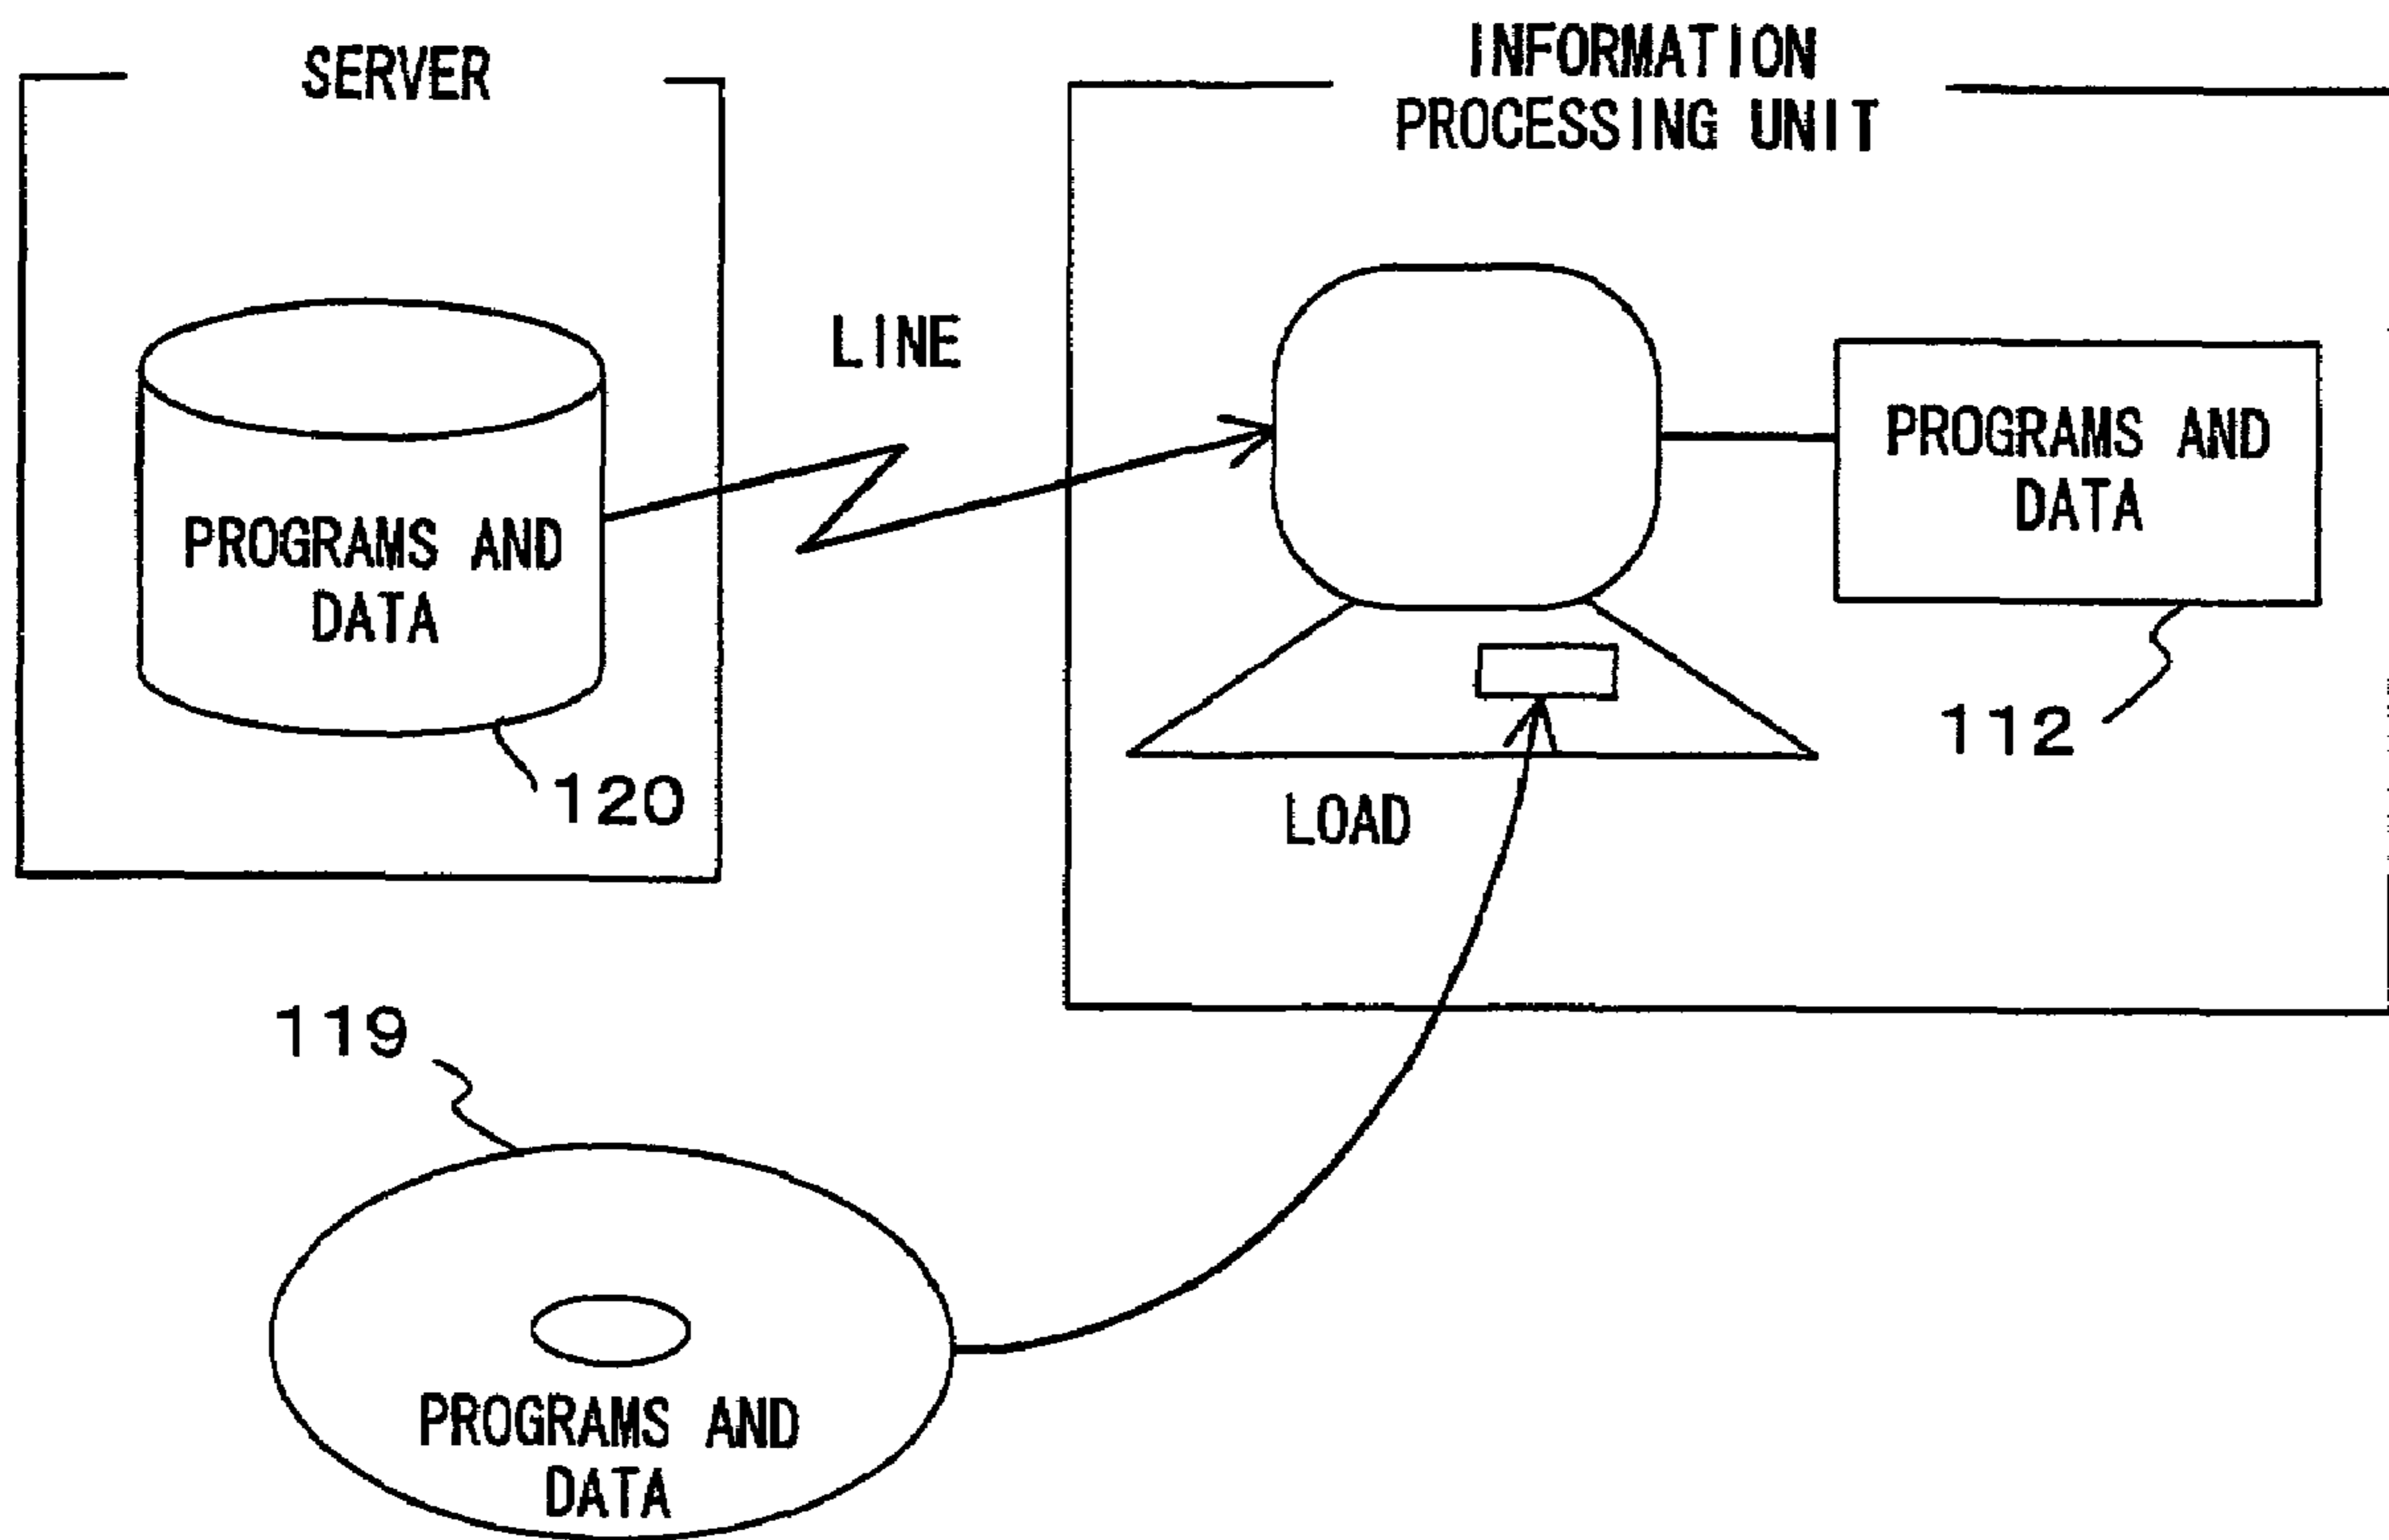 SERVER
INFORMATION
PROCESSING UNIT
LINE
PROGRAMS AND
DATA
PROGRAMS AND
DATA
112
120
LOAD
119
PROGRAMS AND
DATA